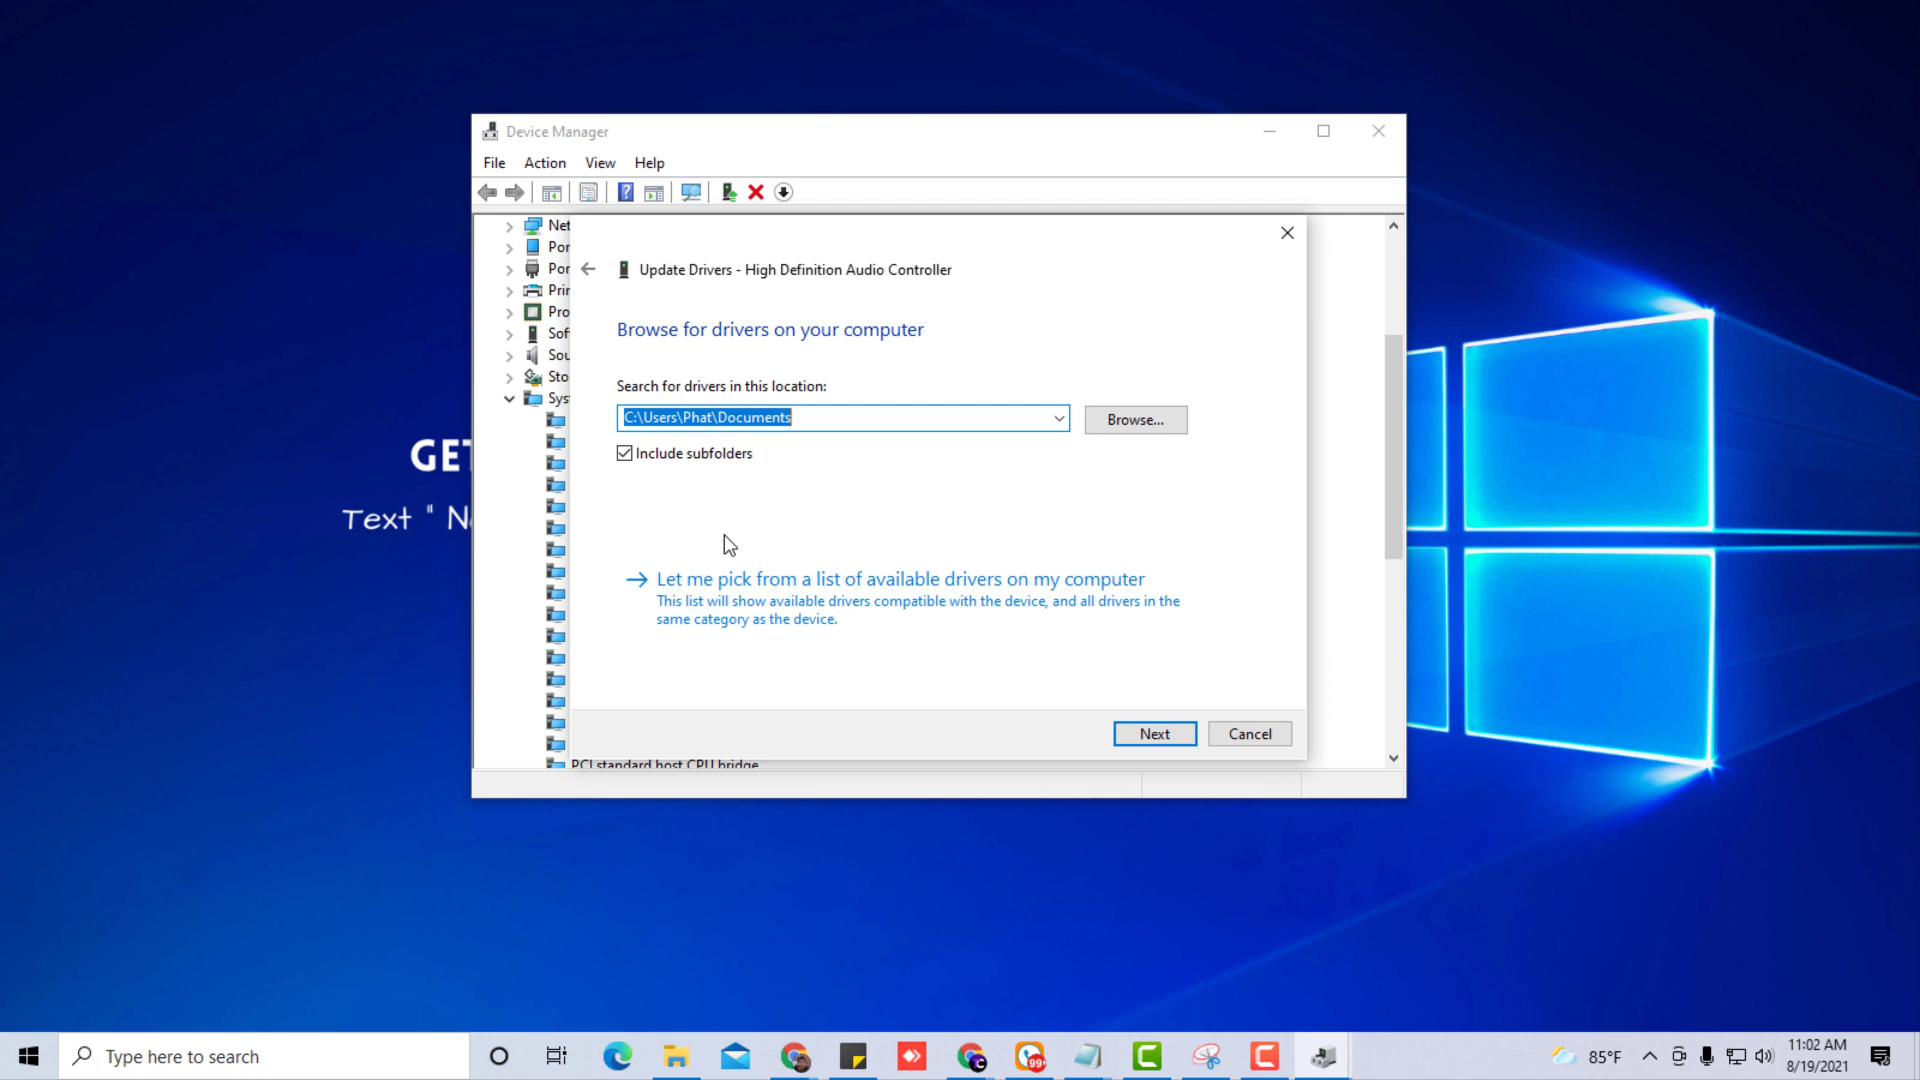 Device Manager
File Action View Help
Net
Por
Por
Prin
Pro
Sof
Sou
Sto
Sys
Update Drivers - High Definition Audio Controller
Browse for drivers on your computer
Search for drivers in this location:
C:\Users\Phat\Documents
Browse...
Include subfolders
Let me pick from a list of available drivers on my computer
This list will show available drivers compatible with the device, and all drivers in the
same category as the device.
Next Cancel
PCI standard host CPU bridge
GET
Text " N
Type here to search
99+
85°F
11:02 AM
8/19/2021